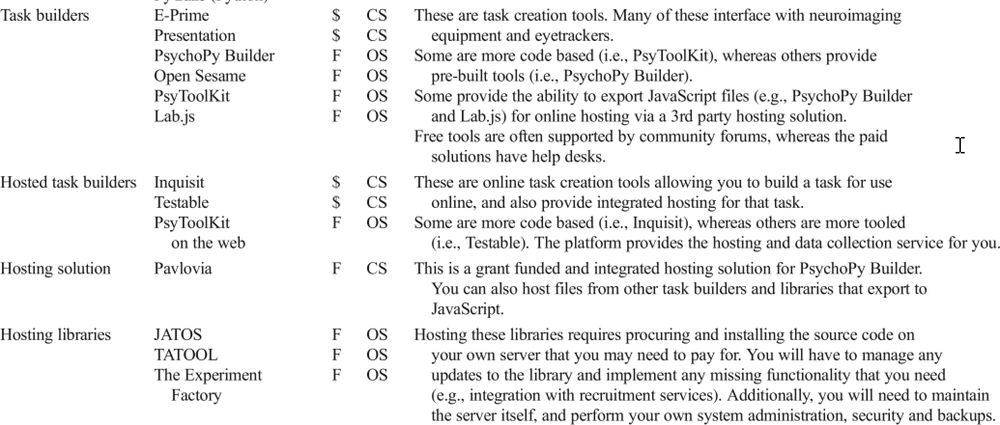 Task builders E-Prime $ CS These are task creation tools. Many of these interface with neuroimaging
Presentation $ CS equipment and eyetrackers.
PsychoPy Builder F OS Some are more code based (i.e., PsyToolKit), whereas others provide
Open Sesame F OS pre-built tools (i.e., PsychoPy Builder).
PsyToolKit F OS Some provide the ability to export JavaScript files (e.g., PsychoPy Builder
Lab.js F OS and Lab.js) for online hosting via a 3rd party hosting solution.
Free tools are often supported by community forums, whereas the paid
solutions have help desks.
Hosted task builders Inquisit $ CS These are online task creation tools allowing you to build a task for use
Testable $ CS online, and also provide integrated hosting for that task.
PsyToolKit F OS Some are more code based (i.e., Inquisit), whereas others are more tooled
on the web (i.e., Testable). The platform provides the hosting and data collection service for you.
Hosting solution Pavlovia F CS This is a grant funded and integrated hosting solution for PsychoPy Builder.
You can also host files from other task builders and libraries that export to
JavaScript.
Hosting libraries JATOS F OS Hosting these libraries requires procuring and installing the source code on
TATOOL F OS your own server that you may need to pay for. You will have to manage any
The Experiment F OS updates to the library and implement any missing functionality that you need
Factory (e.g., integration with recruitment services). Additionally, you will need to maintain
the server itself, and perform your own system administration, security and backups.